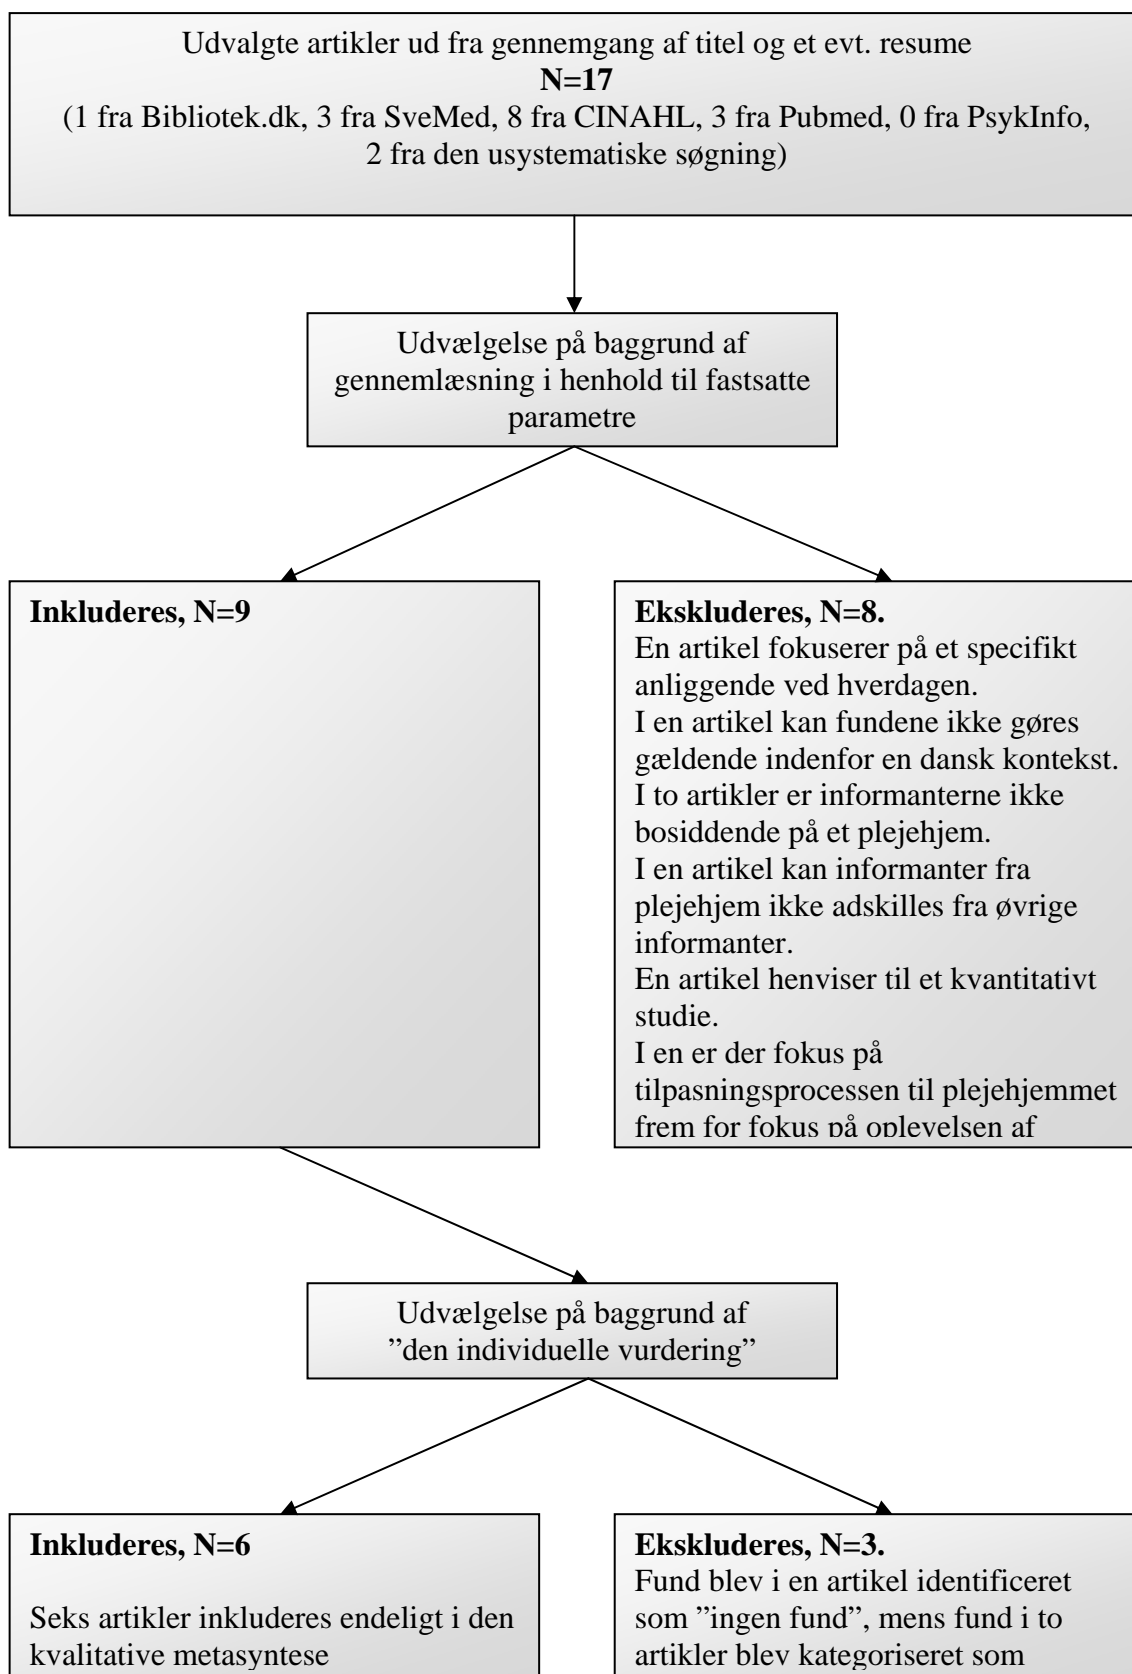 Udvalgte artikler ud fra gennemgang af titel og et evt. resume
N=17
(1 fra Bibliotek.dk, 3 fra SveMed, 8 fra CINAHL, 3 fra Pubmed, 0 fra PsykInfo,
2 fra den usystematiske søgning)
Udvælgelse på baggrund af
gennemlæsning i henhold til fastsatte
parametre
Inkluderes, N=9
Ekskluderes, N=8.
En artikel fokuserer på et specifikt
anliggende ved hverdagen.
I en artikel kan fundene ikke gøres
gældende indenfor en dansk kontekst.
I to artikler er informanterne ikke
bosiddende på et plejehjem.
I en artikel kan informanter fra
plejehjem ikke adskilles fra øvrige
informanter.
En artikel henviser til et kvantitativt
studie.
I en er der fokus på
tilpasningsprocessen til plejehjemmet
frem for fokus på oplevelsen af
Udvælgelse på baggrund af
”den individuelle vurdering”
Inkluderes, N=6
Seks artikler inkluderes endeligt i den
kvalitative metasyntese
Ekskluderes, N=3.
Fund blev i en artikel identificeret
som ”ingen fund”, mens fund i to
artikler blev kategoriseret som